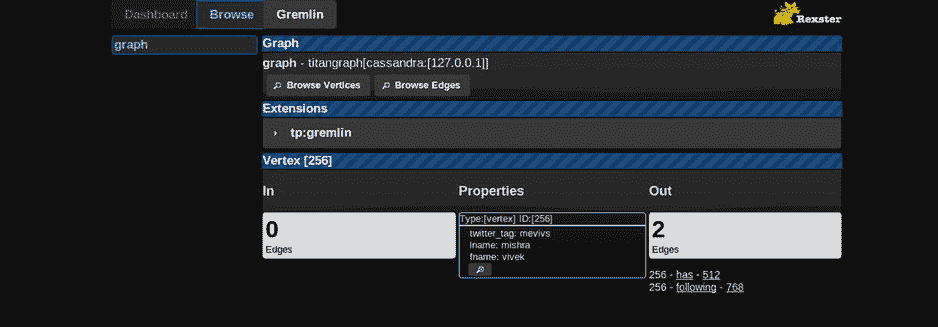 Dashboard Browse Gremlin
Rexster
graph
Graph
graph - titangraph[cassandra:[127.0.0.1]]
Browse Vertices Browse Edges
Extensions
tp:gremlin
Vertex [256]
In Properties Out
0
Edges
Type:[vertex] ID:[256]
twitter_tag: mevivs
lname: mishra
fname: vivek
2
Edges
256 - has - 512
256 - following - 768